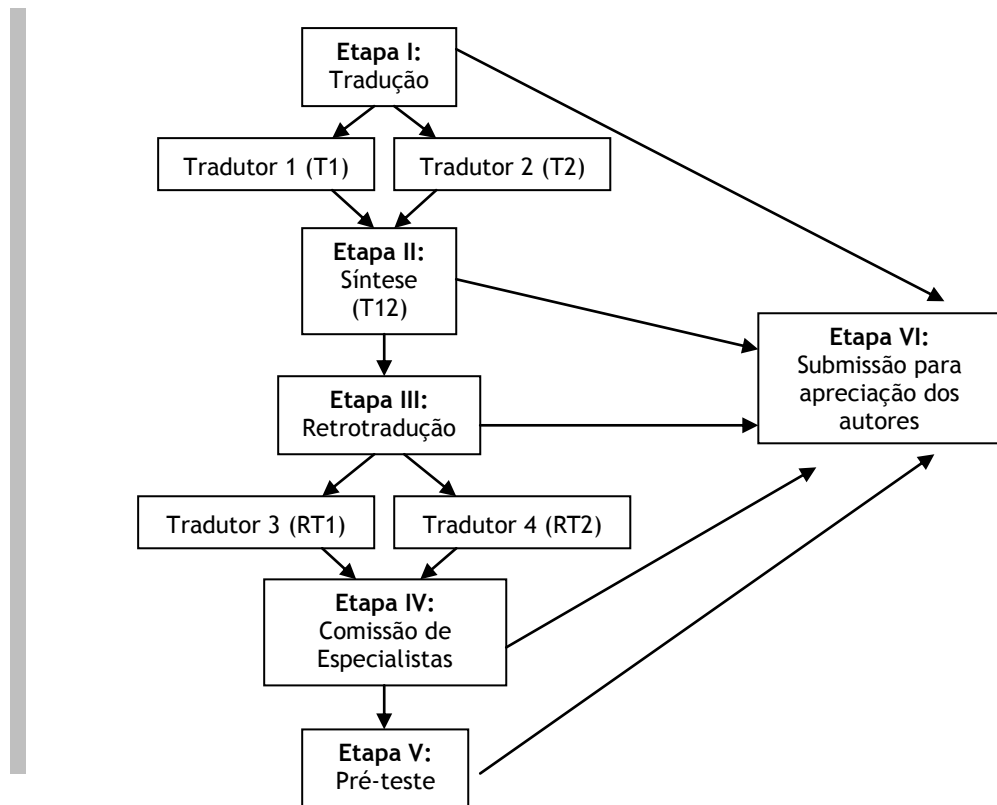 Etapa I:
Tradução
Tradutor 1 (T1)
Tradutor 2 (T2)
Etapa II:
Síntese
(T12)
Etapa VI:
Submissão para
apreciação dos
autores
Etapa III:
Retrotradução
Tradutor 3 (RT1)
Tradutor 4 (RT2)
Etapa IV:
Comissão de
Especialistas
Etapa V:
Pré-teste